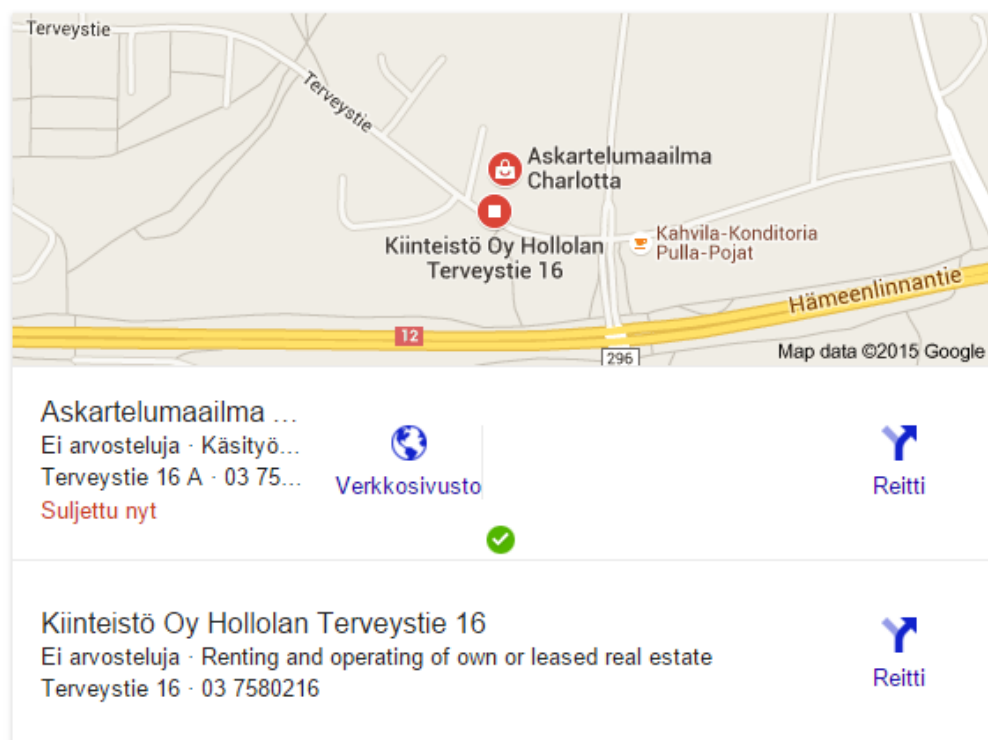 Terveystie
Terveystie
Askartelumaailma
Charlotta
Kiinteistö Oy Hollolan
Terveystie 16
Kahvila-Konditoria
Pulla-Pojat
Hämeenlinnantie
12
296
Map data ©2015 Google
Askartelumaailma ...
Ei arvosteluja · Käsityö...
Terveystie 16 A · 03 75...
Suljettu nyt
Verkkosivusto
Reitti
Kiinteistö Oy Hollolan Terveystie 16
Ei arvosteluja · Renting and operating of own or leased real estate
Terveystie 16 · 03 7580216
Reitti